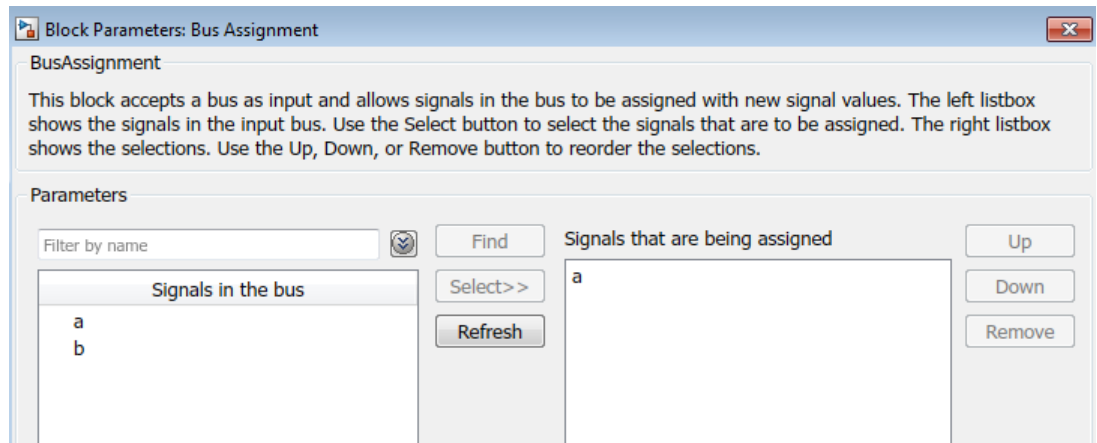 Block Parameters: Bus Assignment
BusAssignment
This block accepts a bus as input and allows signals in the bus to be assigned with new signal values. The left listbox
shows the signals in the input bus. Use the Select button to select the signals that are to be assigned. The right listbox
shows the selections. Use the Up, Down, or Remove button to reorder the selections.
Parameters
Filter by name
Find
Signals that are being assigned
Up
Signals in the bus
Select>>
a
Down
a
Refresh
Remove
b